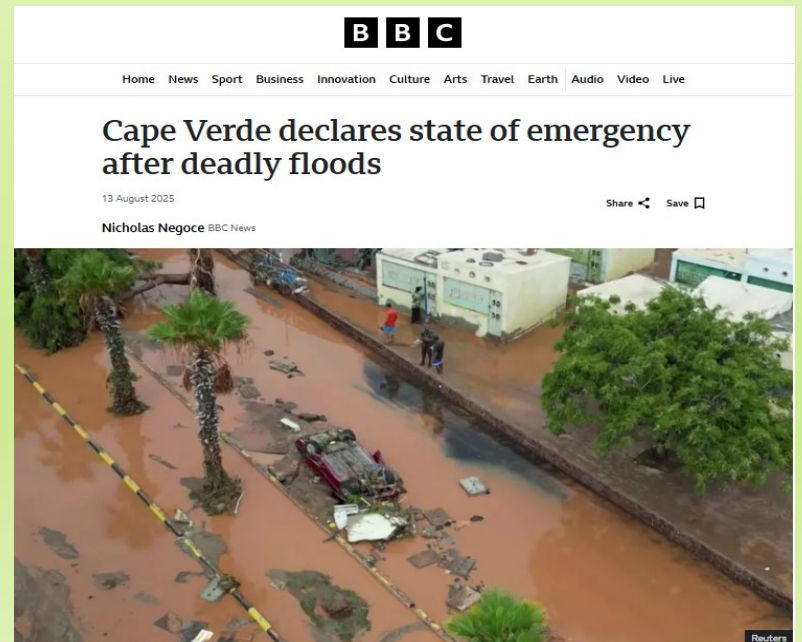 BBC
Home News Sport Business Innovation Culture Arts Travel Earth Audio Video Live
Cape Verde declares state of emergency
after deadly floods
13 August 2025
Share Save
Nicholas Negoce BBC News
Reuters